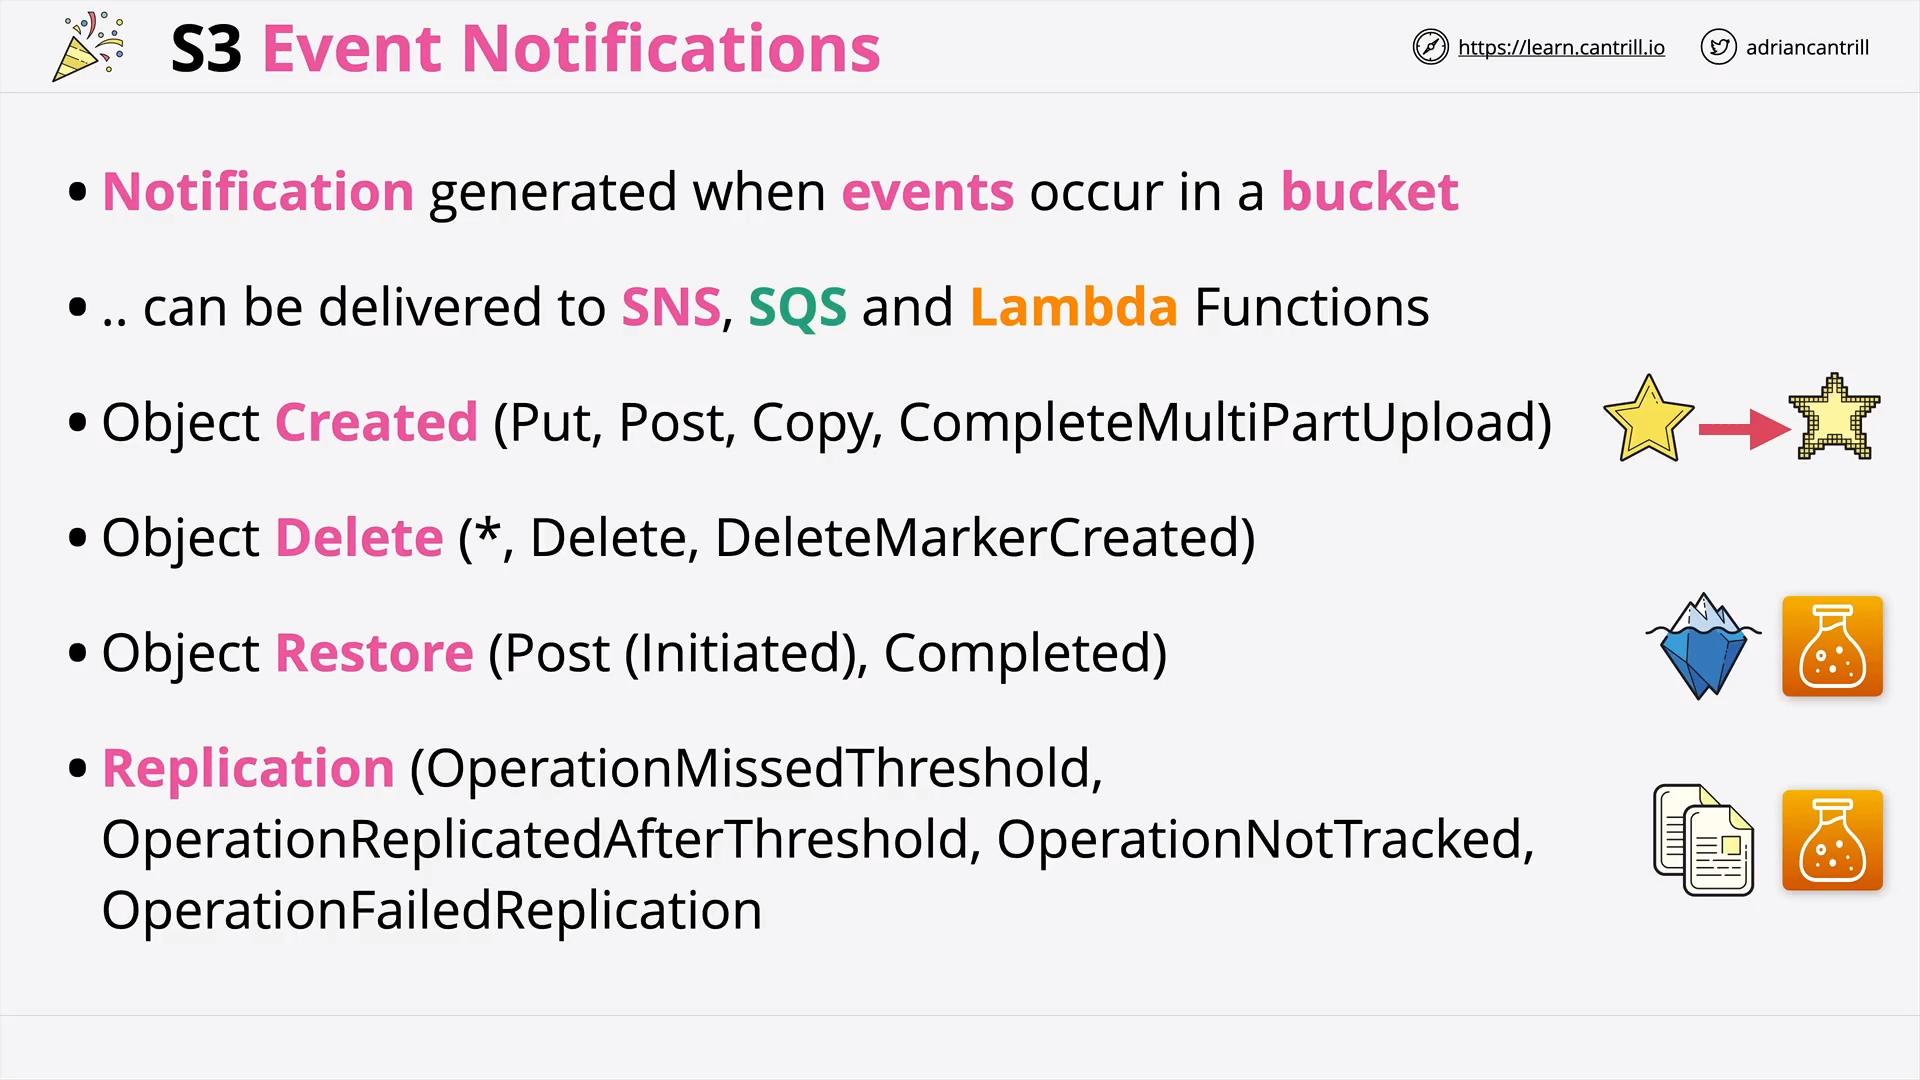 S3 Event Notifications
https://learn.cantrill.io
adriancantrill
• Notification generated when events occur in a bucket
• .. can be delivered to SNS, SQS and Lambda Functions
• Object Created (Put, Post, Copy, CompleteMultiPartUpload)
• Object Delete (*, Delete, DeleteMarkerCreated)
• Object Restore (Post (Initiated), Completed)
• Replication (OperationMissedThreshold,
OperationReplicatedAfterThreshold, OperationNotTracked,
OperationFailedReplication